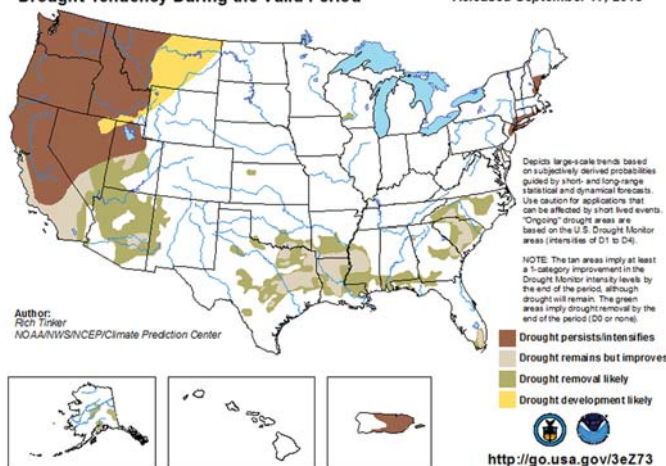 Drought Tendency During the Valid Period
Depicts large-scale trends based
on subjectively derived probabilities
guided by short- and long-range
statistical and dynamical forecasts.
Use caution for applications that
can be affected by short lived events.
"Ongoing" drought areas are
based on the U.S. Drought Monitor
areas (intensities of D1 to D4).
NOTE: The tan areas imply at least
a 1-category improvement in the
Drought Monitor intensity levels by
the end of the period, although
drought will remain. The green
areas imply drought removal by the
end of the period (D0 or none).
Author:
Rich Tinker
NOAA/NWS/NCEP/Climate Prediction Center
Drought persists/intensifies
Drought remains but improves
Drought removal likely
Drought development likely
http://go.usa.gov/3eZ73